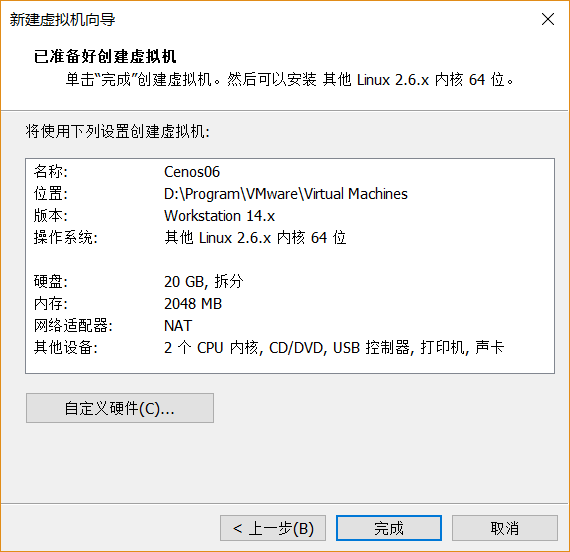 新建虚拟机向导
已准备好创建虚拟机
单击“完成”创建虚拟机。然后可以安装 其他 Linux 2.6.x 内核 64 位。
将使用下列设置创建虚拟机:
名称: Cenos06
位置: D:\Program\VMware\Virtual Machines
版本: Workstation 14.x
操作系统: 其他 Linux 2.6.x 内核 64 位
硬盘: 20 GB, 拆分
内存: 2048 MB
网络适配器: NAT
其他设备: 2 个 CPU 内核, CD/DVD, USB 控制器, 打印机, 声卡
自定义硬件(C)...
< 上一步(B) 完成 取消